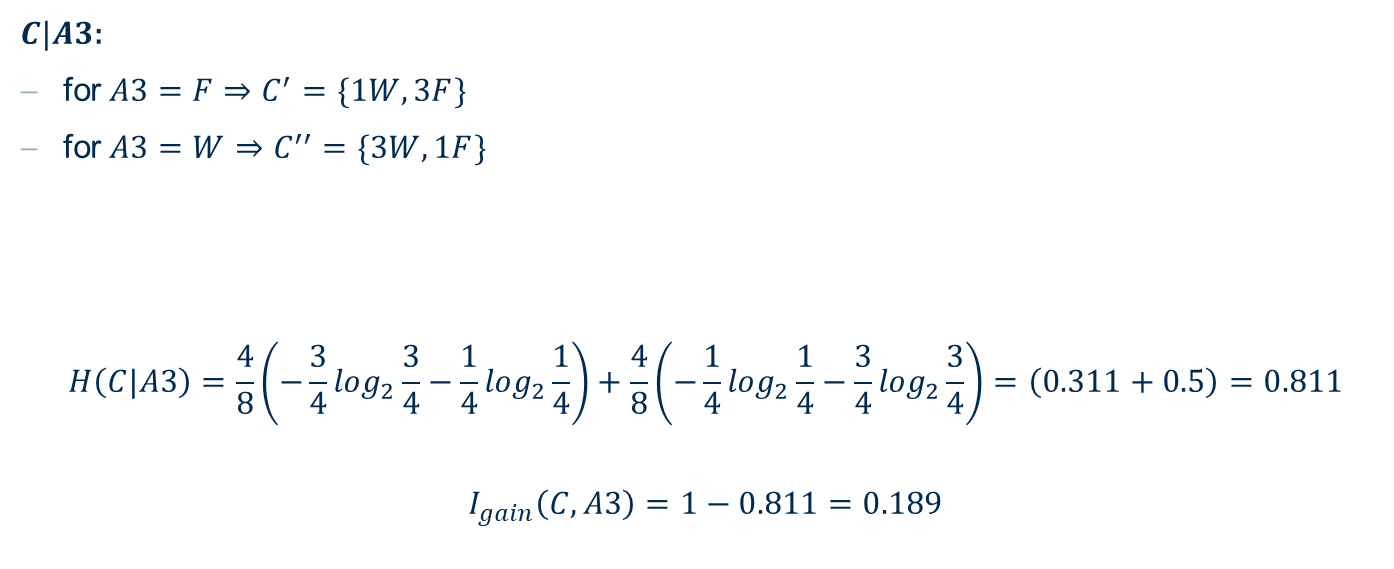 C|A3:
– for A3 = F ⇒ C′ = {1W, 3F}
– for A3 = W ⇒ C′′ = {3W, 1F}
H(C|A3) = 4/8 (−3/4 log₂ 3/4 − 1/4 log₂ 1/4) + 4/8 (−1/4 log₂ 1/4 − 3/4 log₂ 3/4) = (0.311 + 0.5) = 0.811
I_gain(C, A3) = 1 − 0.811 = 0.189